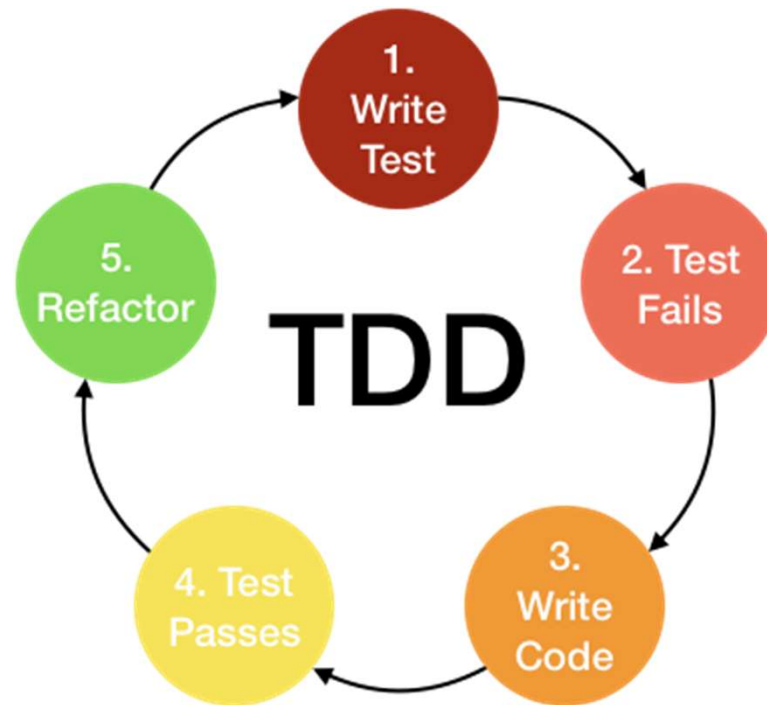 1.
Write
Test
2. Test
Fails
3.
Write
Code
4. Test
Passes
5.
Refactor
TDD